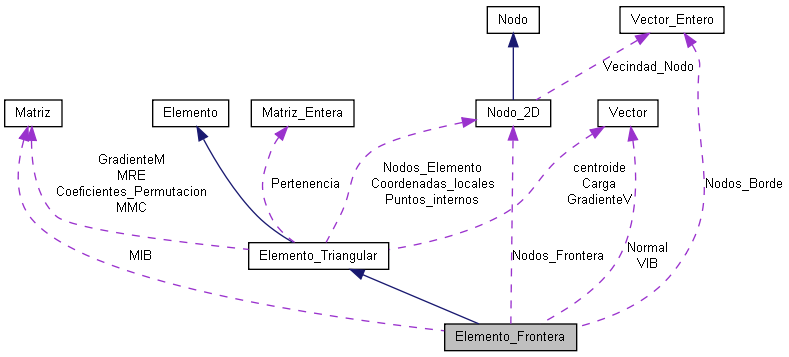 Nodo
Vector_Entero
Vecindad_Nodo
Matriz
Elemento
Matriz_Entera
Nodo_2D
Vector
GradienteM
MRE
Coeficientes_Permutacion
MMC
Pertenencia
Nodos_Elemento
Coordenadas_locales
Puntos_internos
centroide
Carga
GradienteV
Nodos_Borde
MIB
Elemento_Triangular
Nodos_Frontera
Normal
VIB
Elemento_Frontera